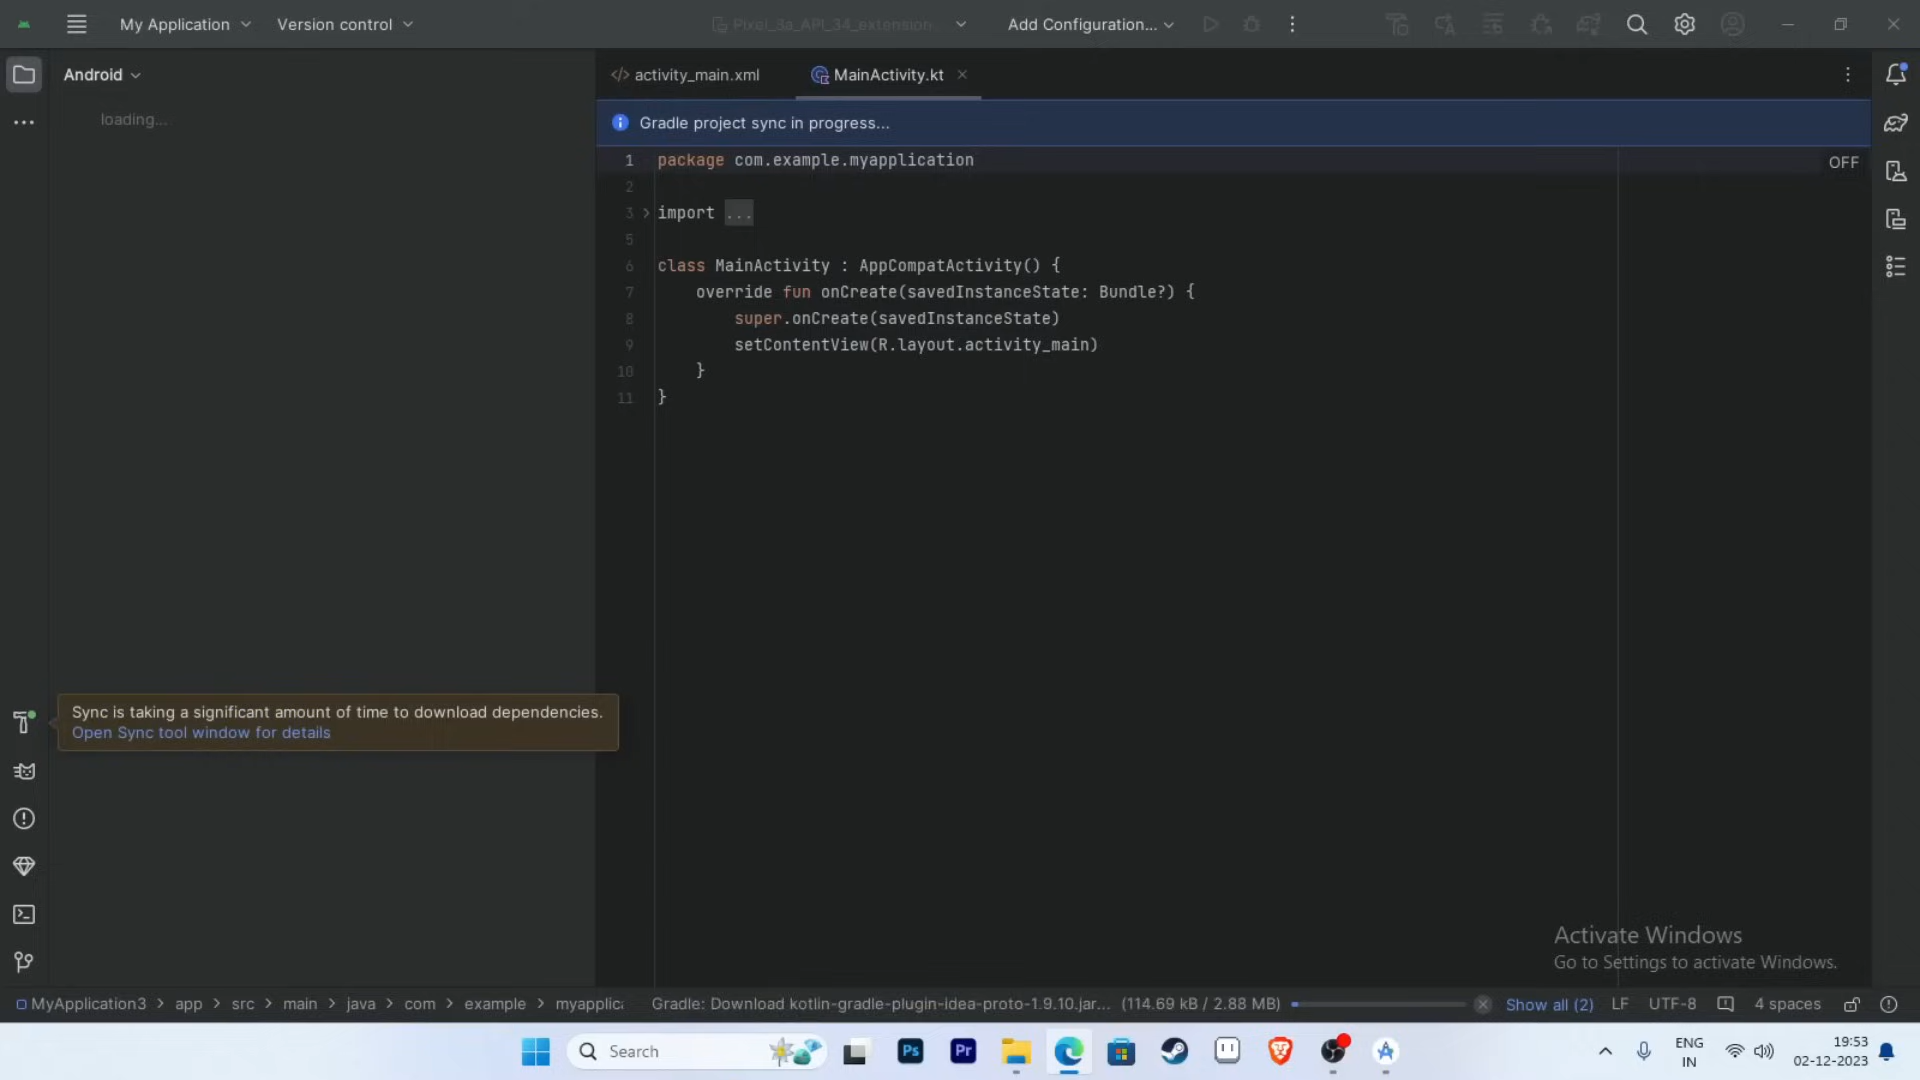 My Application
Version control
Pixel_3a_API_34_extension
Add Configuration...
Android
activity_main.xml
MainActivity.kt
loading...
Gradle project sync in progress...
OFF
1 package com.example.myapplication
2
3 import ...
5
6 class MainActivity : AppCompatActivity() {
7 override fun onCreate(savedInstanceState: Bundle?) {
8 super.onCreate(savedInstanceState)
9 setContentView(R.layout.activity_main)
10 }
11 }
Sync is taking a significant amount of time to download dependencies.
Open Sync tool window for details
Activate Windows
Go to Settings to activate Windows.
MyApplication3 > app > src > main > java > com > example > myapplic
Gradle: Download kotlin-gradle-plugin-idea-proto-1.9.10.jar... (114.69 kB / 2.88 MB)
Show all (2)
LF
UTF-8
4 spaces
Search
Ps
Pr
ENG
IN
19:53
02-12-2023